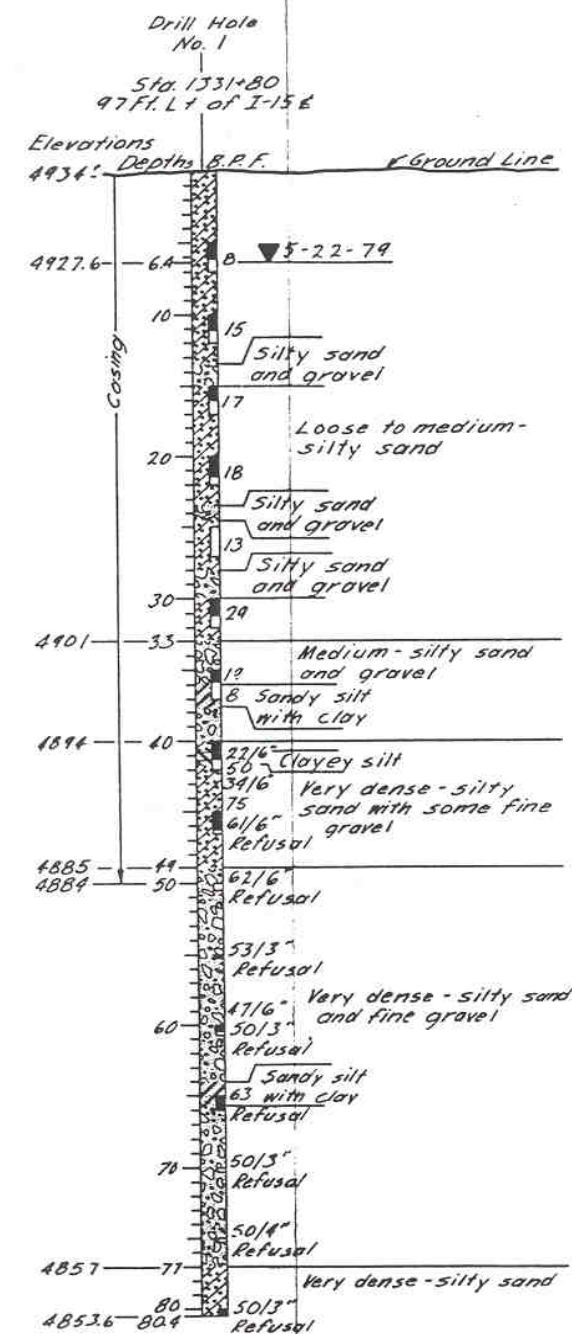 Drill Hole
No. 1
Sta. 1331+80
97 Ft. Lt of I-15 ℄
Elevations
Depths B.P.F.
Ground Line
4934±
4927.6 6.4 8 5-22-79
Casing
10
15
Silty sand
and gravel
17
Loose to medium-
silty sand
20
18
Silty sand
and gravel
13
Silty sand
and gravel
30
29
4901 33
Medium-silty sand
and gravel
8 Sandy silt
with clay
4894 40
22/6"
50 Clayey silt
34/6"
Very dense-silty
75
sand with some fine
61/6"
gravel
Refusal
4885 49
4884 50
62/6"
Refusal
53/3"
Refusal
47/6"
Very dense-silty sand
60
50/3"
and fine gravel
Refusal
Sandy silt
63 with clay
Refusal
70
50/3"
Refusal
50/4"
Refusal
4857 77
Very dense-silty sand
80
4853.6 80.4
50/3"
Refusal